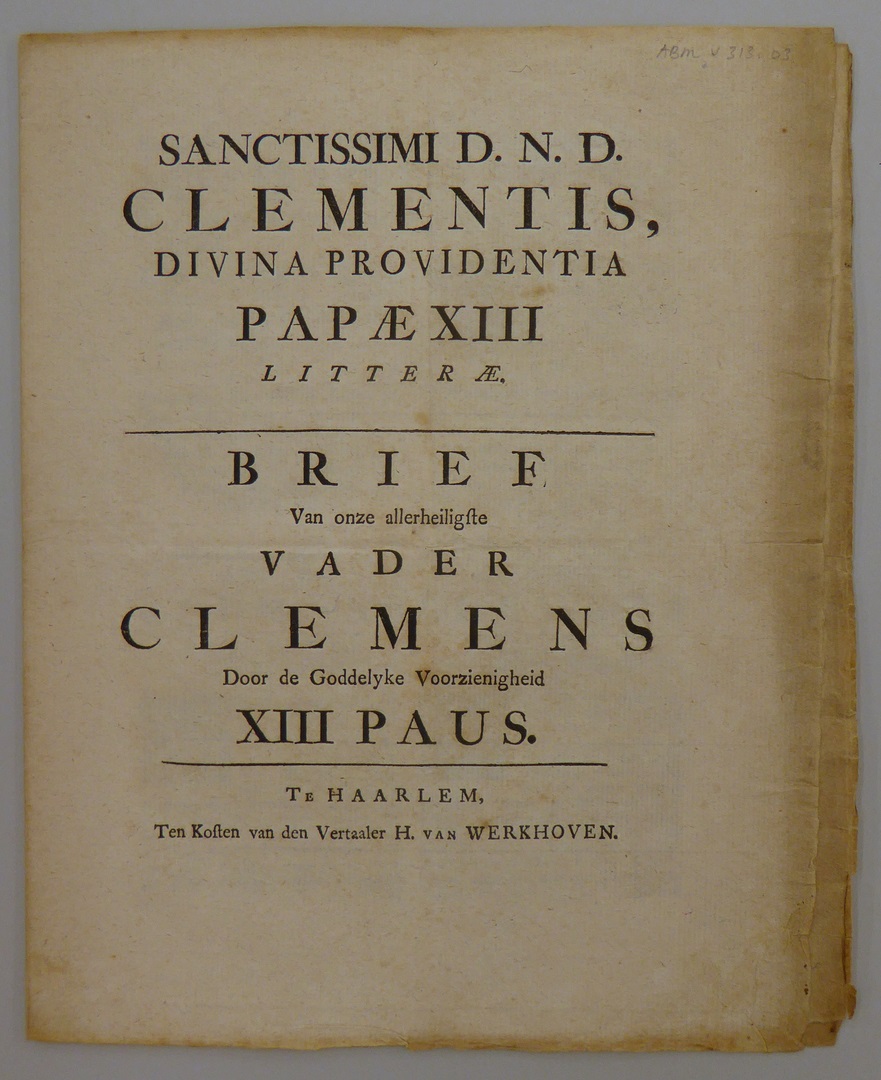 ABM v 313. D3
SANCTISSIMI D. N. D.
CLEMENTIS,
DIVINA PROVIDENTIA
PAPÆ XIII
LITTERÆ.
BRIEF
Van onze allerheiligſte
VADER
CLEMENS
Door de Goddelyke Voorzienigheid
XIII PAUS.
TE HAARLEM,
Ten Koſten van den Vertaaler H. VAN WERKHOVEN.